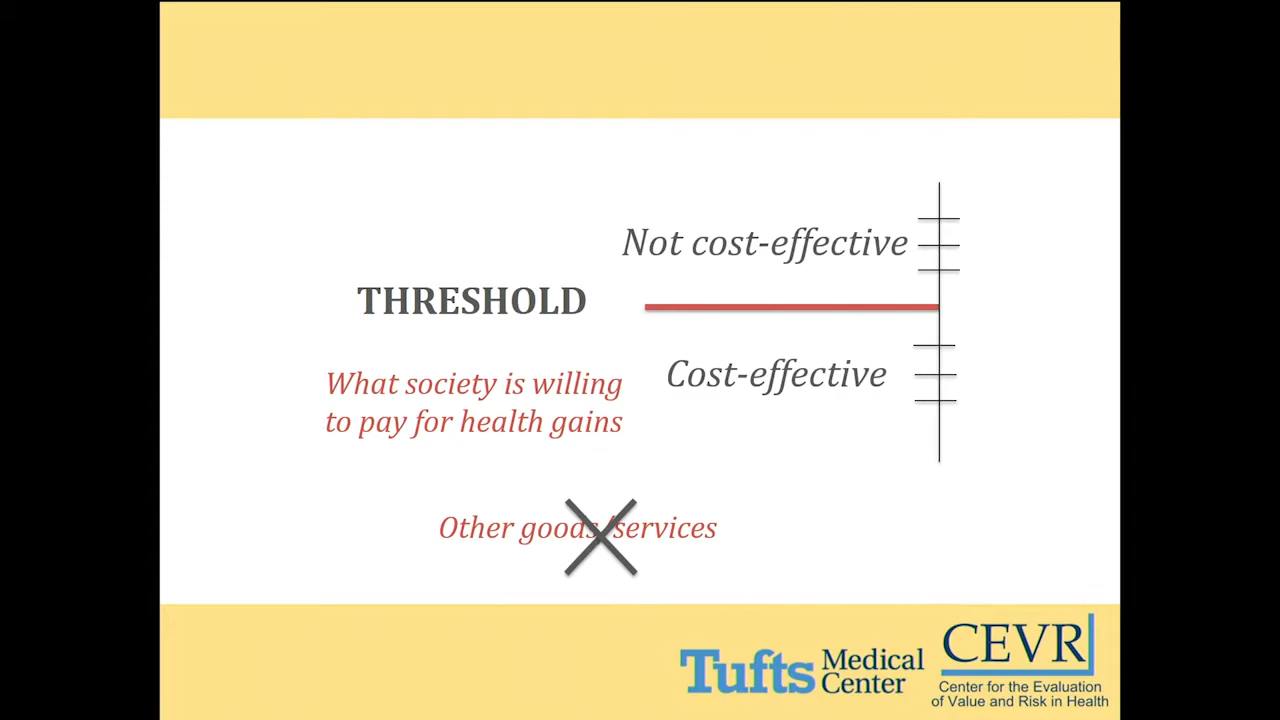 Not cost-effective
THRESHOLD
Cost-effective
What society is willing
to pay for health gains
Other goods/services
Tufts Medical
Center
CEVR
Center for the Evaluation
of Value and Risk in Health